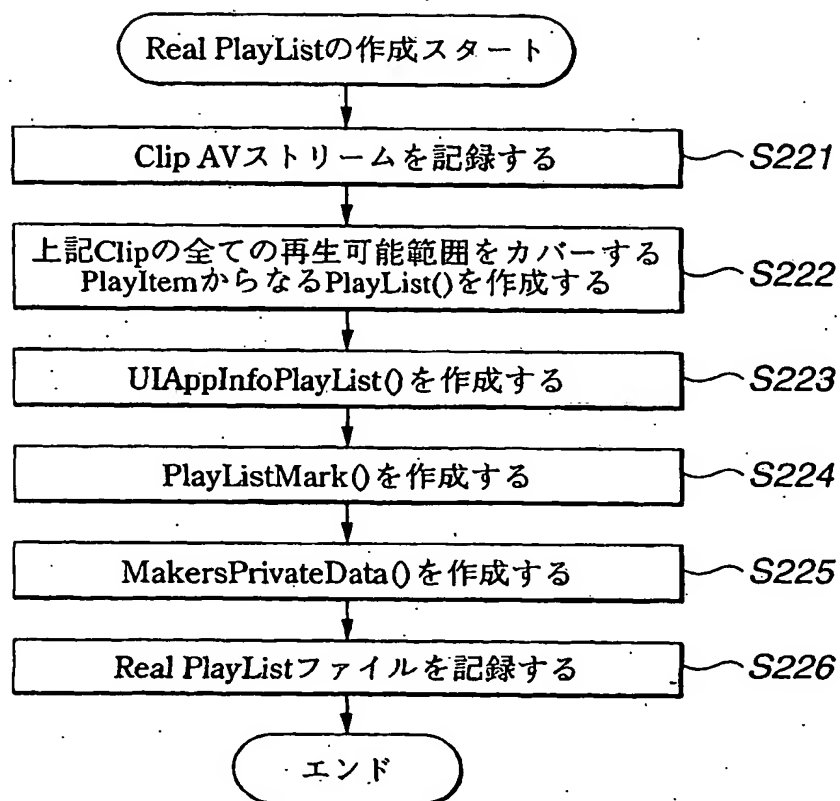 Real PlayListの作成スタート
Clip AVストリームを記録する
S221
上記Clipの全ての再生可能範囲をカバーする
PlayItemからなるPlayList()を作成する
S222
UIAppInfoPlayList()を作成する
S223
PlayListMark()を作成する
S224
MakersPrivateData()を作成する
S225
Real PlayListファイルを記録する
S226
エンド